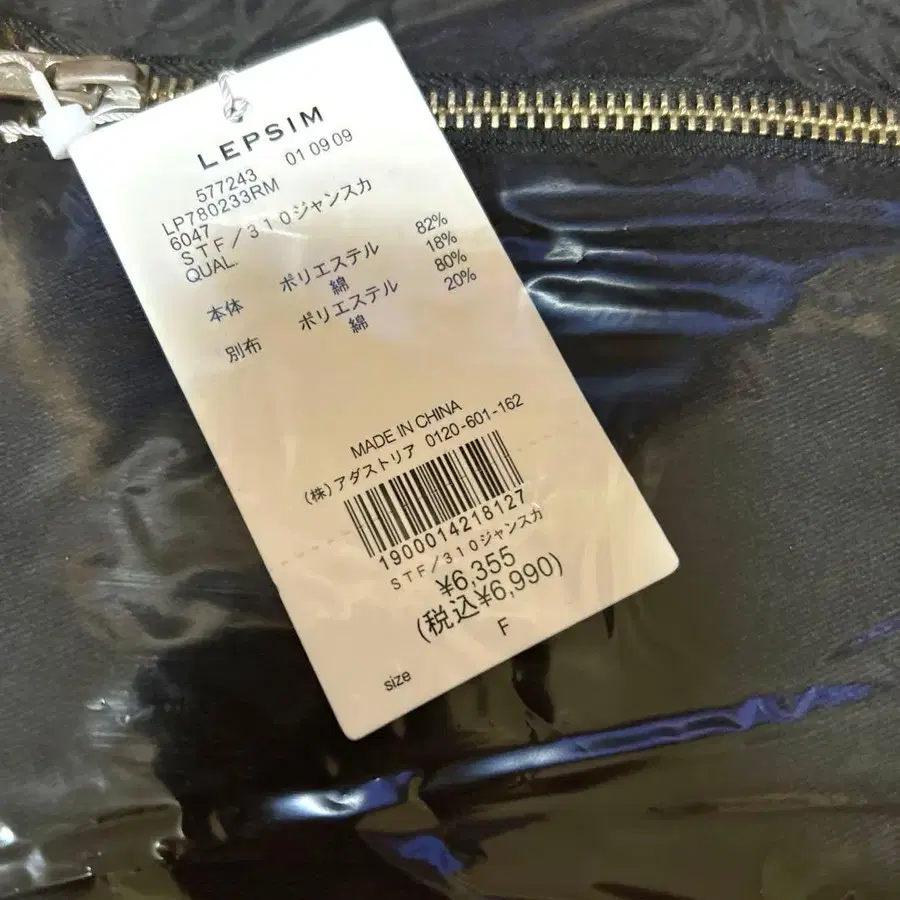 LEPSIM
577243 01 09 09
LP780233RM
6047
STF/310ジャンスカ
QUAL.
本体 ポリエステル 82%
綿 18%
別布 ポリエステル 80%
綿 20%
MADE IN CHINA
(株)アダストリア 0120-601-162
1900014218127
STF/310ジャンスカ
¥6,355
(税込¥6,990)
size F